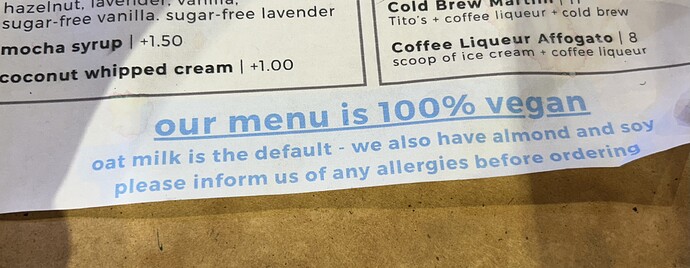 hazelnut, lavender, vanilla,
sugar-free vanilla, sugar-free lavender
mocha syrup | +1.50
coconut whipped cream | +1.00
Cold Brew Martini | 11
Tito's + coffee liqueur + cold brew
Coffee Liqueur Affogato | 8
scoop of ice cream + coffee liqueur
our menu is 100% vegan
oat milk is the default - we also have almond and soy
please inform us of any allergies before ordering